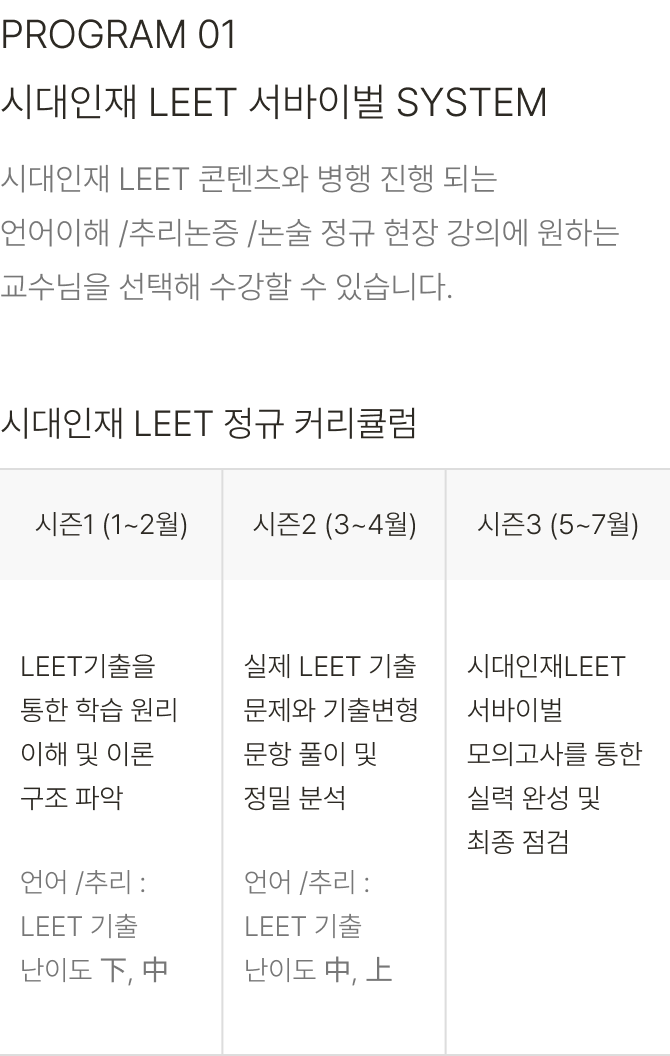 PROGRAM 01
시대인재 LEET 서바이벌 SYSTEM
시대인재 LEET 콘텐츠와 병행 진행 되는
언어이해 /추리논증 /논술 정규 현장 강의에 원하는
교수님을 선택해 수강할 수 있습니다.
시대인재 LEET 정규 커리큘럼
시즌1 (1~2월)
시즌2 (3~4월)
시즌3 (5~7월)
LEET기출을
통한 학습 원리
이해 및 이론
구조 파악
언어 /추리 :
LEET 기출
난이도 下, 中
실제 LEET 기출
문제와 기출변형
문항 풀이 및
정밀 분석
언어 /추리 :
LEET 기출
난이도 中, 上
시대인재LEET
서바이벌
모의고사를 통한
실력 완성 및
최종 점검